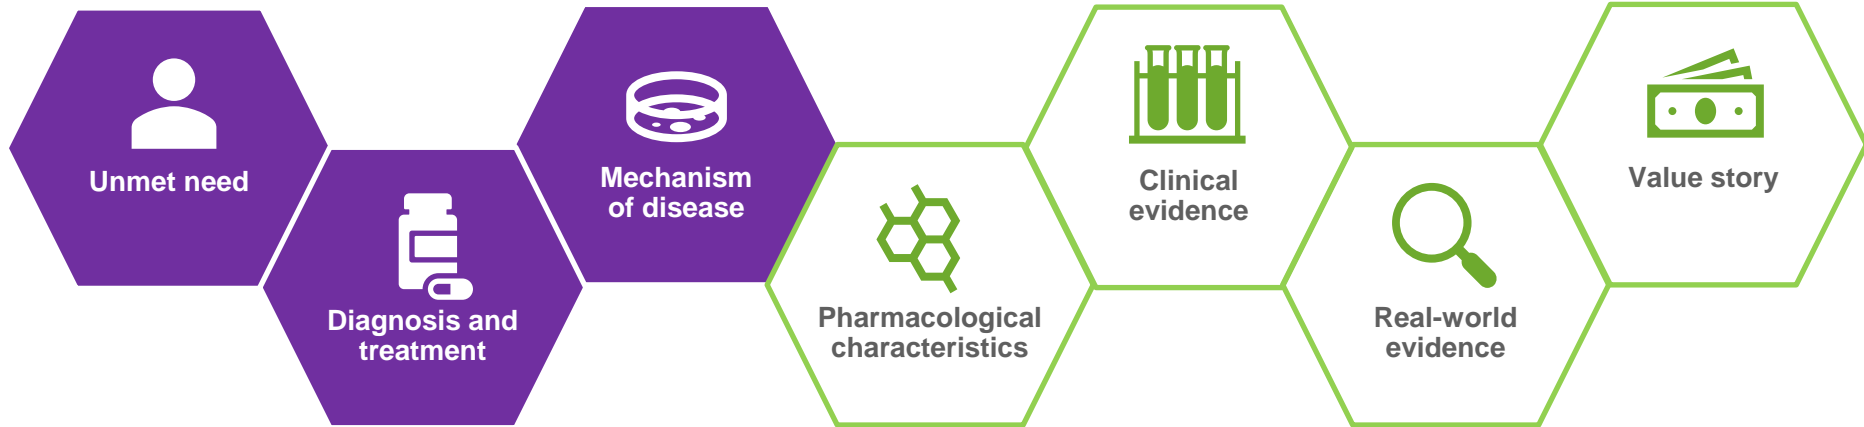 Unmet need
Diagnosis and
treatment
Mechanism
of disease
Pharmacological
characteristics
Clinical
evidence
Real-world
evidence
Value story